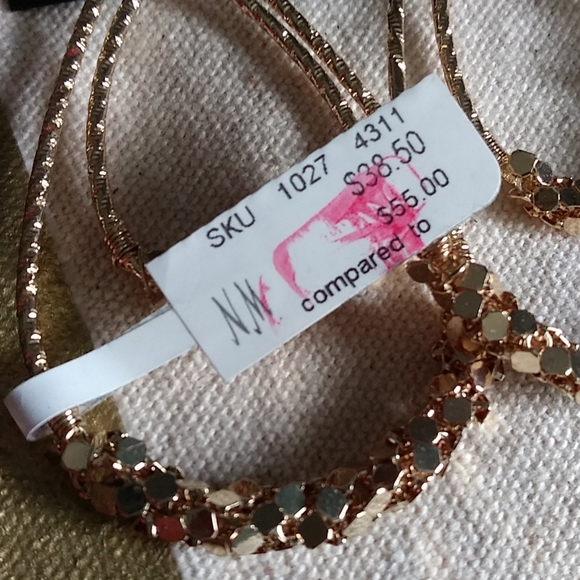 SKU 1027 4311
$38.50
$55.00
compared to
NM